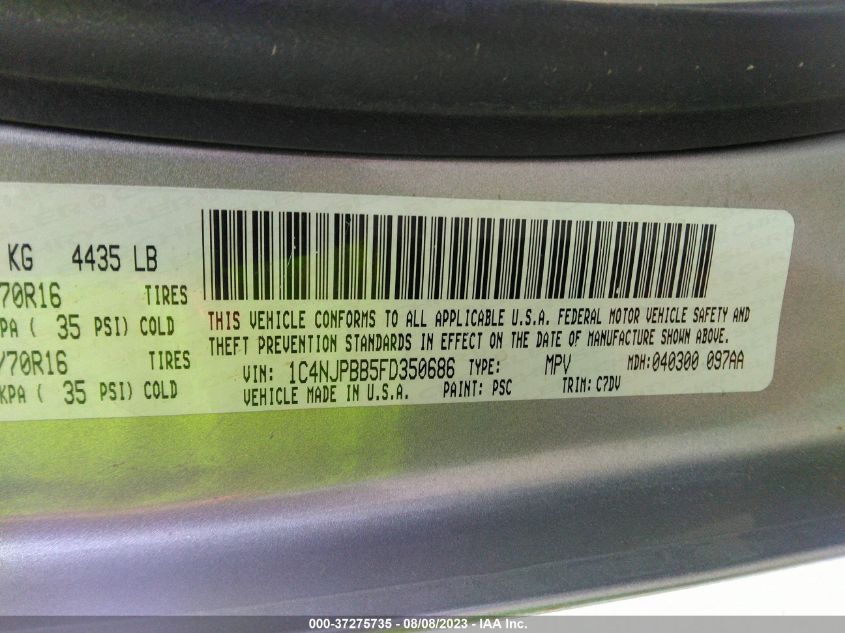 KG 4435 LB
70R16 TIRES
PA ( 35 PSI) COLD
/70R16 TIRES
KPA ( 35 PSI) COLD
THIS VEHICLE CONFORMS TO ALL APPLICABLE U.S.A. FEDERAL MOTOR VEHICLE SAFETY AND
THEFT PREVENTION STANDARDS IN EFFECT ON THE DATE OF MANUFACTURE SHOWN ABOVE.
VIN: 1C4NJPBB5FD350686 TYPE: MPV MDH:040300 097AA
VEHICLE MADE IN U.S.A. PAINT: PSC TRIM: C7DV
000-37275735 - 08/08/2023 - IAA Inc.